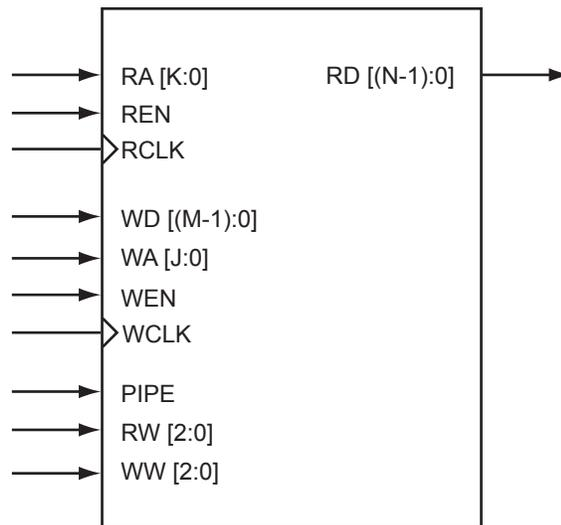 RA [K:0] RD [(N-1):0]
REN
RCLK
WD [(M-1):0]
WA [J:0]
WEN
WCLK
PIPE
RW [2:0]
WW [2:0]